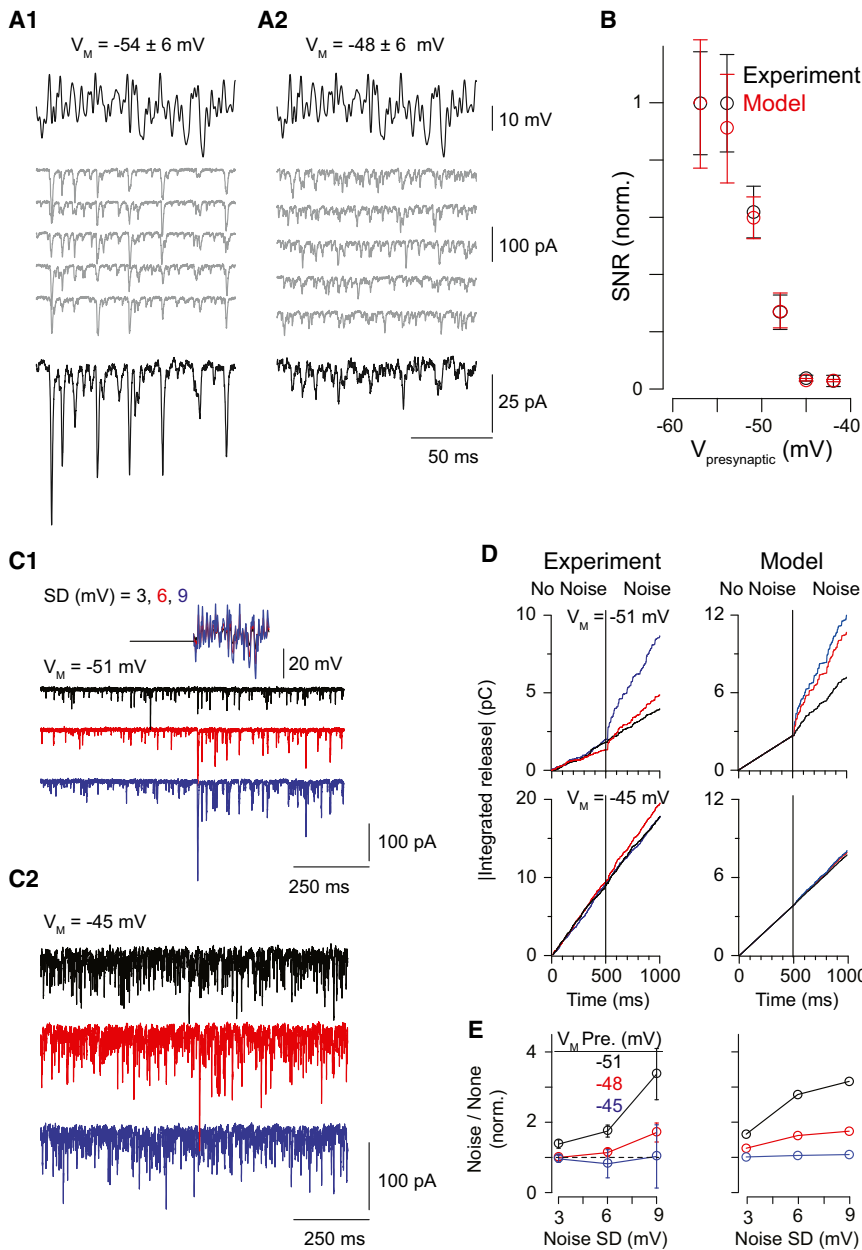 A1
V_M = -54 ± 6 mV
A2
V_M = -48 ± 6 mV
10 mV
100 pA
25 pA
50 ms
B
Experiment
Model
SNR (norm.)
1
0
-60
-50
-40
V_presynaptic (mV)
C1
SD (mV) = 3, 6, 9
20 mV
V_M = -51 mV
100 pA
250 ms
C2
V_M = -45 mV
100 pA
250 ms
D
Experiment
Model
No Noise
Noise
No Noise
Noise
|Integrated release| (pC)
V_M = -51 mV
10
5
0
12
6
0
V_M = -45 mV
20
15
10
5
0
12
6
0
0
500
1000
Time (ms)
0
500
1000
Time (ms)
E
Noise / None
(norm.)
V_M Pre. (mV)
-51
-48
-45
4
2
0
3
6
9
Noise SD (mV)
3
6
9
Noise SD (mV)